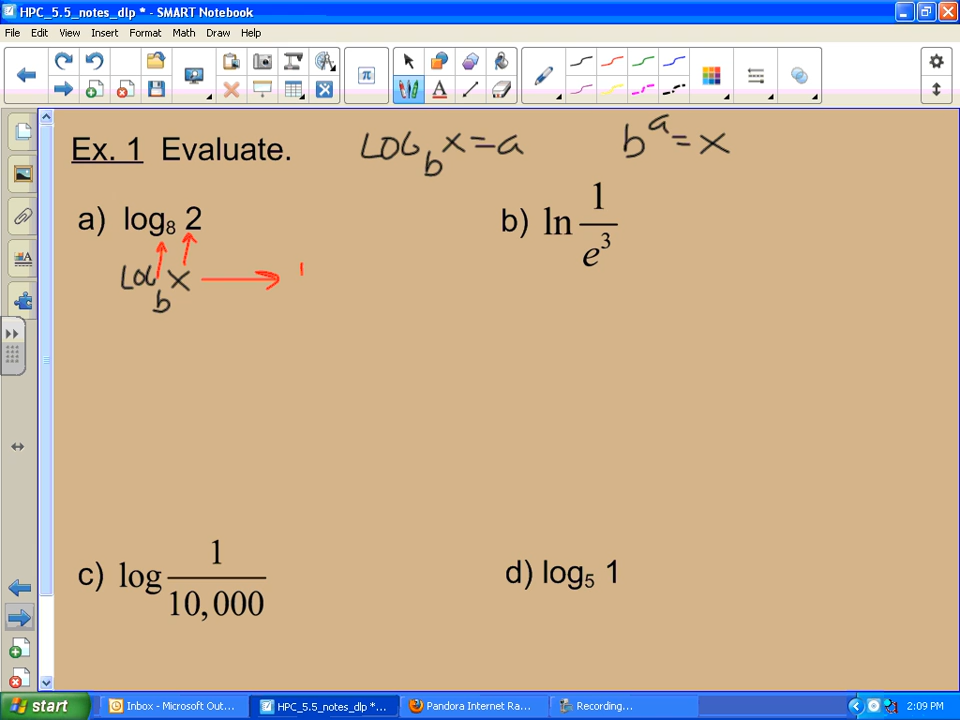 HPC_5.5_notes_dlp * - SMART Notebook
File Edit View Insert Format Math Draw Help
π
A
Ex. 1 Evaluate. LOG_b x = a b^a = x
a) log₈ 2
b) ln 1/e³
LOG_b x
c) log 1/10,000
d) log₅ 1
start Inbox - Microsoft Out... HPC_5.5_notes_dlp *... Pandora Internet Ra... Recording... 2:09 PM